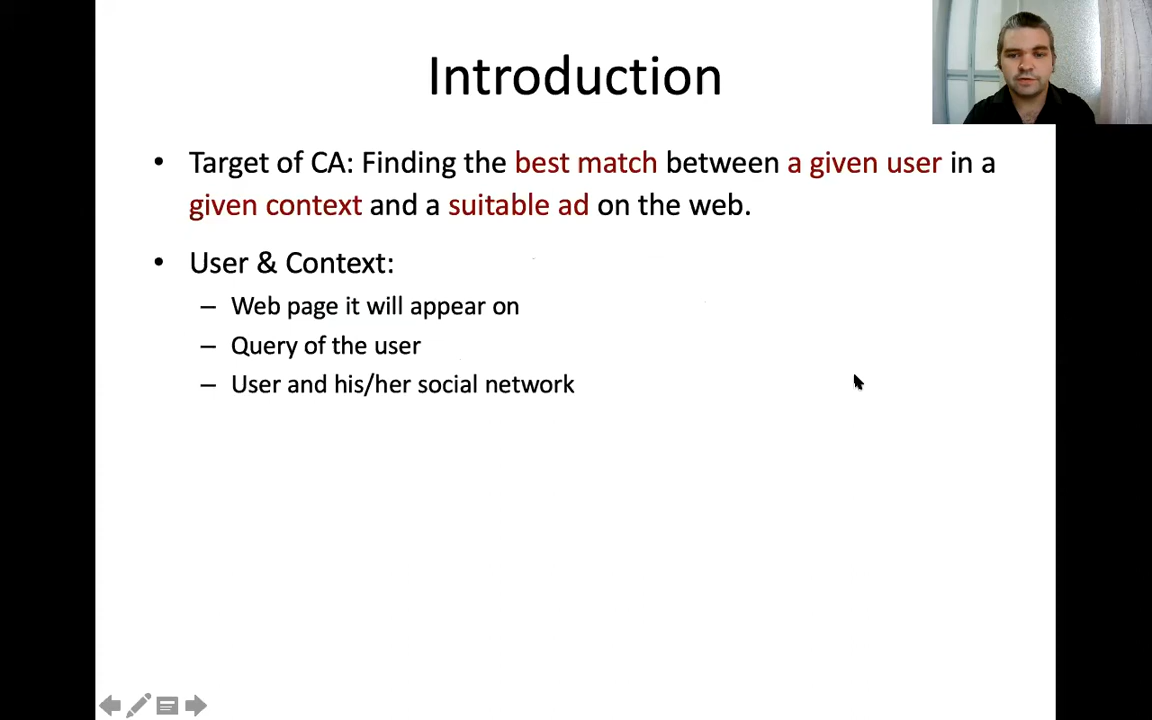 Introduction
• Target of CA: Finding the best match between a given user in a
given context and a suitable ad on the web.
• User & Context:
– Web page it will appear on
– Query of the user
– User and his/her social network